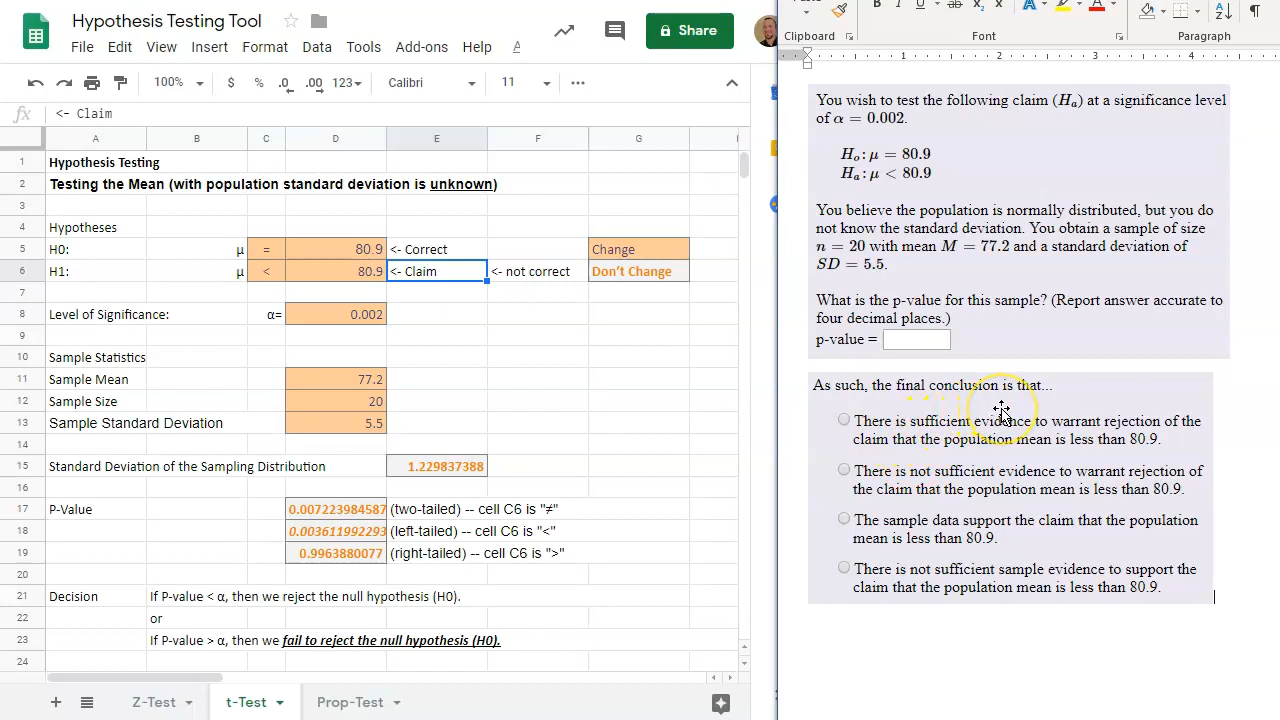 Hypothesis Testing Tool
File Edit View Insert Format Data Tools Add-ons Help
Share
100% $ % .0 .00 123 Calibri 11
fx <- Claim
A B C D E F G
1 Hypothesis Testing
2 Testing the Mean (with population standard deviation is unknown)
3
4 Hypotheses
5 H0: μ = 80.9 <- Correct Change
6 H1: μ < 80.9 <- Claim <- not correct Don't Change
7
8 Level of Significance: α= 0.002
9
10 Sample Statistics
11 Sample Mean 77.2
12 Sample Size 20
13 Sample Standard Deviation 5.5
14
15 Standard Deviation of the Sampling Distribution 1.229837388
16
17 P-Value 0.007223984587 (two-tailed) -- cell C6 is "≠"
18 0.003611992293 (left-tailed) -- cell C6 is "<"
19 0.9963880077 (right-tailed) -- cell C6 is ">"
20
21 Decision If P-value < α, then we reject the null hypothesis (H0).
22 or
23 If P-value > α, then we fail to reject the null hypothesis (H0).
24
Z-Test t-Test Prop-Test
B I U ab x₂ x² A A
Clipboard Font Paragraph
1 2 3 4
You wish to test the following claim (Ha) at a significance level
of α = 0.002.
Ho: μ = 80.9
Ha: μ < 80.9
You believe the population is normally distributed, but you do
not know the standard deviation. You obtain a sample of size
n = 20 with mean M = 77.2 and a standard deviation of
SD = 5.5.
What is the p-value for this sample? (Report answer accurate to
four decimal places.)
p-value =
As such, the final conclusion is that...
There is sufficient evidence to warrant rejection of the
claim that the population mean is less than 80.9.
There is not sufficient evidence to warrant rejection of
the claim that the population mean is less than 80.9.
The sample data support the claim that the population
mean is less than 80.9.
There is not sufficient sample evidence to support the
claim that the population mean is less than 80.9.